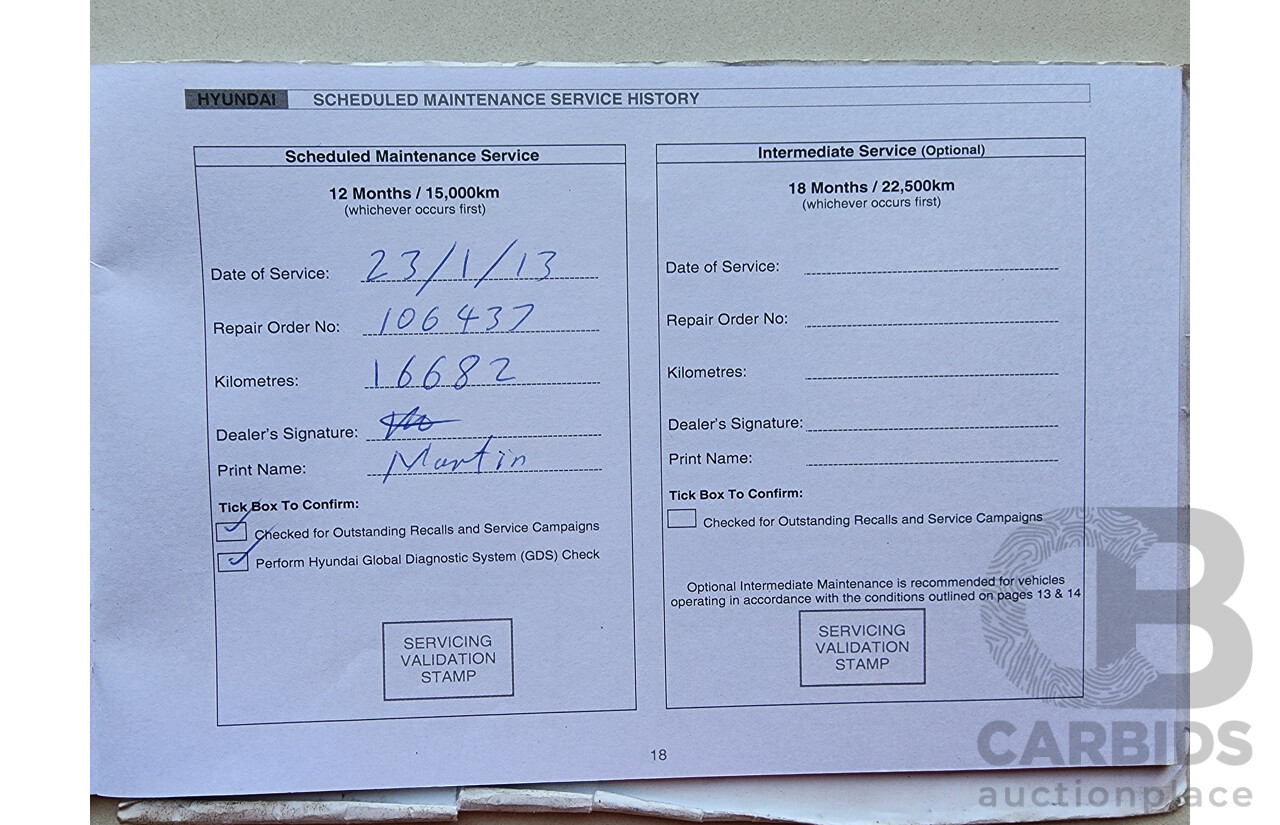 HYUNDAI SCHEDULED MAINTENANCE SERVICE HISTORY
Scheduled Maintenance Service
12 Months / 15,000km
(whichever occurs first)
Date of Service: 23/1/13
Repair Order No: 106437
Kilometres: 16682
Dealer's Signature:
Print Name: Martin
Tick Box To Confirm:
Checked for Outstanding Recalls and Service Campaigns
Perform Hyundai Global Diagnostic System (GDS) Check
SERVICING
VALIDATION
STAMP
Intermediate Service (Optional)
18 Months / 22,500km
(whichever occurs first)
Date of Service:
Repair Order No:
Kilometres:
Dealer's Signature:
Print Name:
Tick Box To Confirm:
Checked for Outstanding Recalls and Service Campaigns
Optional Intermediate Maintenance is recommended for vehicles
operating in accordance with the conditions outlined on pages 13 & 14
SERVICING
VALIDATION
STAMP
18
CB
CARBIDS
auctionplace